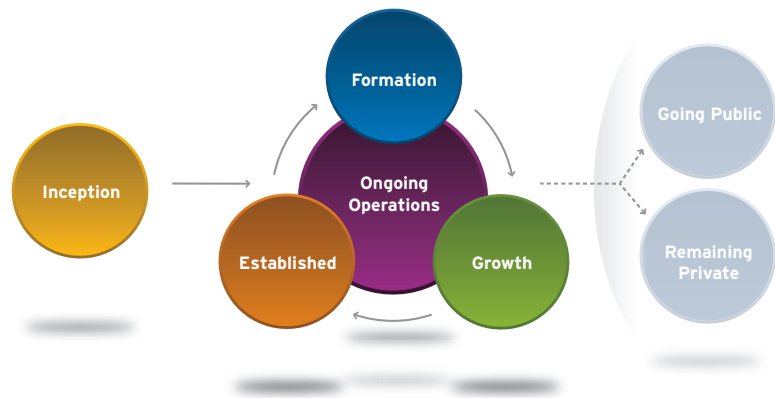 Inception
Formation
Ongoing
Operations
Established
Growth
Going Public
Remaining
Private